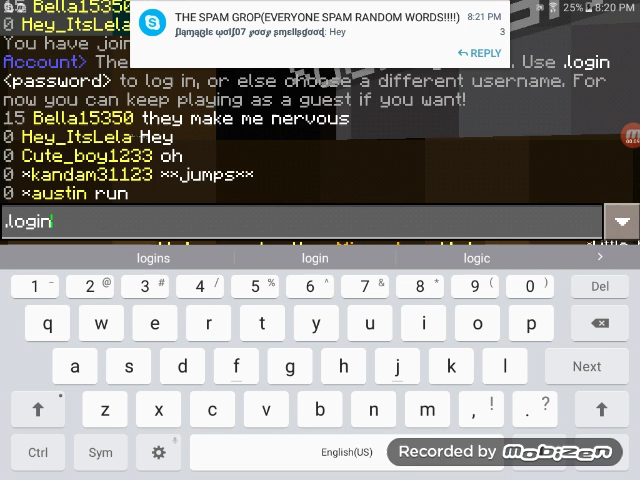 15 Bella15350
0 Hey_ItsLela
You have join
Account> The
. Use .login
<password> to log in, or else choose a different username. For
now you can keep playing as a guest if you want!
15 Bella15350 they make me nervous
0 Hey_ItsLela Hey
0 Cute_boy1233 oh
0 *kandam31123 **jumps**
0 *austin run
THE SPAM GROP(EVERYONE SPAM RANDOM WORDS!!!!) 8:21 PM
Hey 3
REPLY
25% 8:20 PM
.login
logins login logic
1 - 2 @ 3 # 4 / 5 % 6 ^ 7 & 8 * 9 ( 0 ) Del
q w e r t y u i o p
a s d f g h j k l Next
z x c v b n m , ! . ?
Ctrl Sym English(US)
Recorded by Mobizen